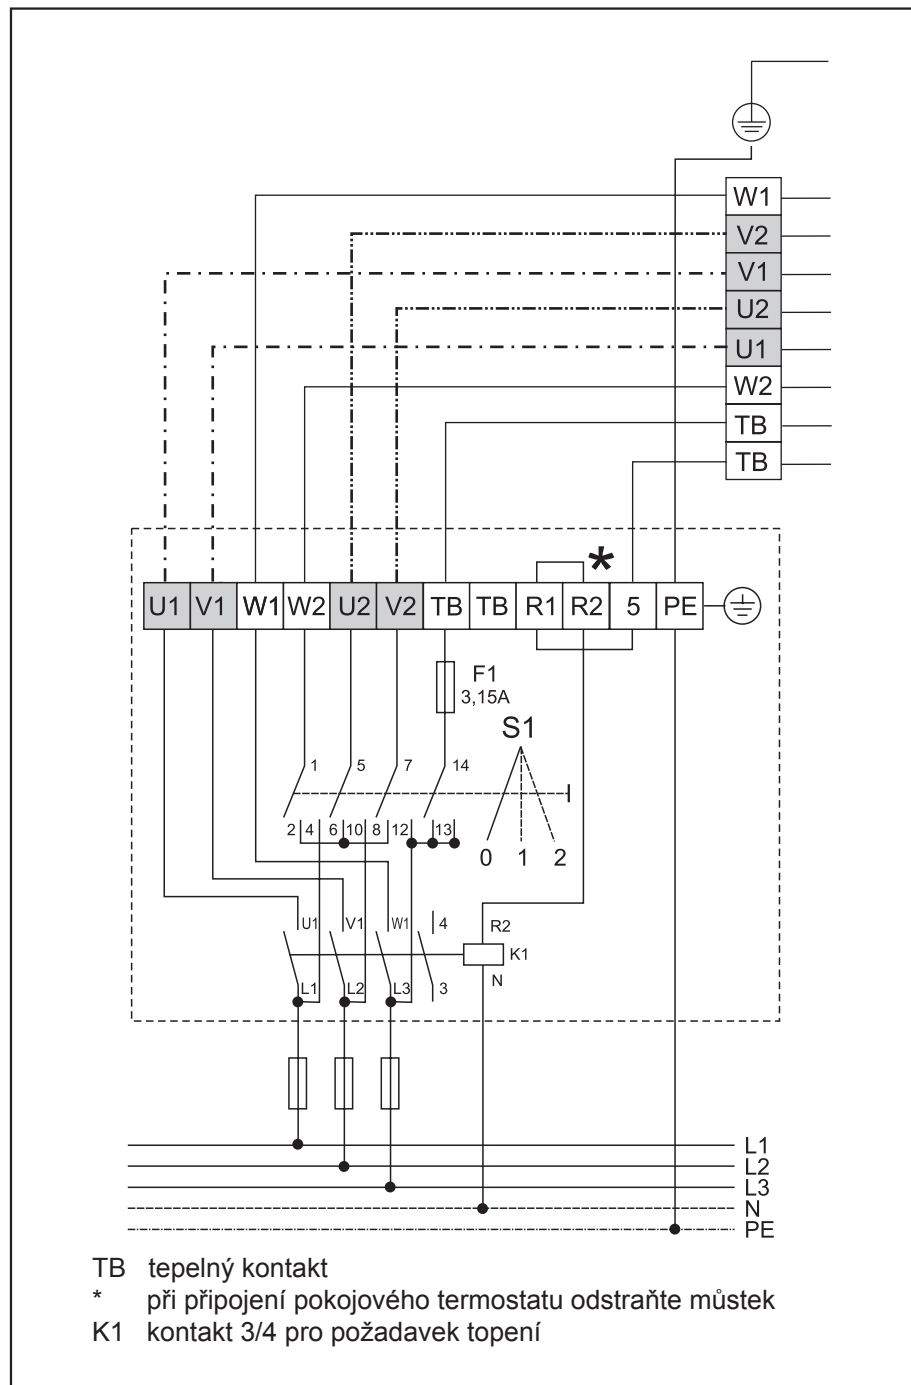 W1
V2
V1
U2
U1
W2
TB
TB
*
U1 V1 W1 W2 U2 V2 TB TB R1 R2 5 PE
F1
3,15A
S1
1 5 7 14
2 4 6 10 8 12 13
0 1 2
U1 V1 W1 4 R2
K1
L1 L2 L3 3 N
L1
L2
L3
N
PE
TB tepelný kontakt
* při připojení pokojového termostatu odstraňte můstek
K1 kontakt 3/4 pro požadavek topení